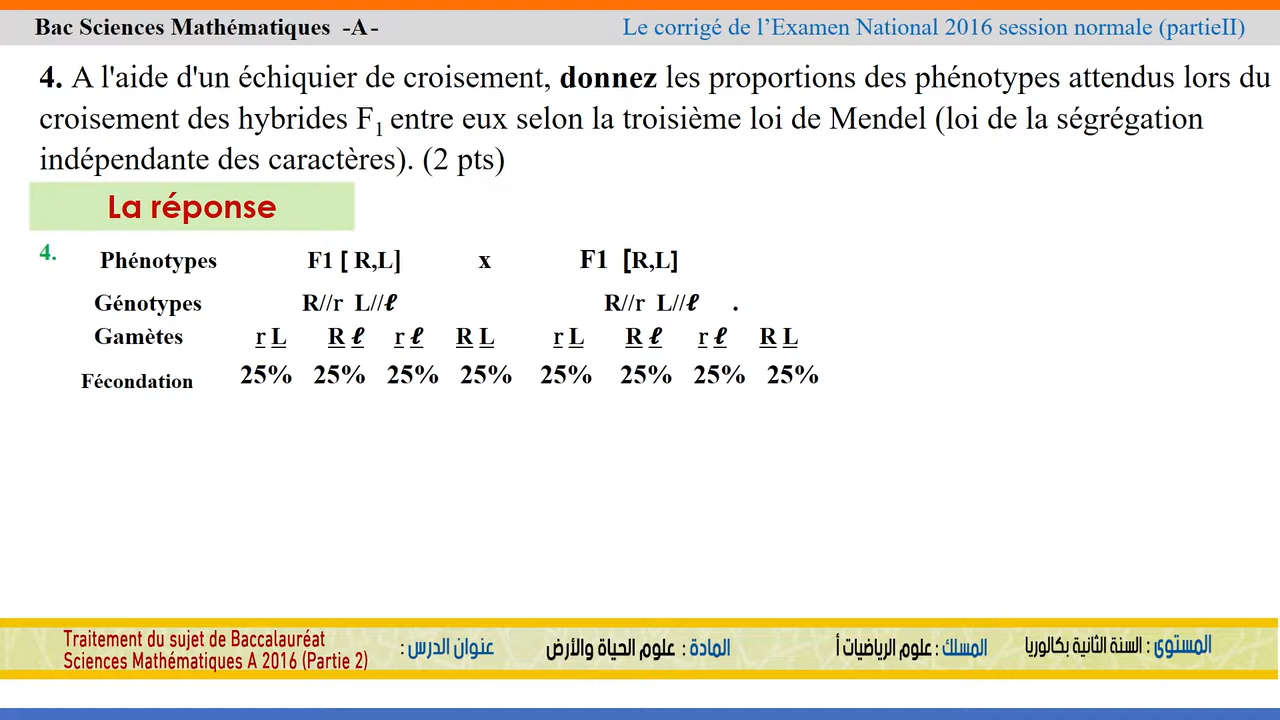 Bac Sciences Mathématiques -A-
Le corrigé de l'Examen National 2016 session normale (partieII)
4. A l'aide d'un échiquier de croisement, donnez les proportions des phénotypes attendus lors du
croisement des hybrides F1 entre eux selon la troisième loi de Mendel (loi de la ségrégation
indépendante des caractères). (2 pts)
La réponse
4.
Phénotypes F1 [ R,L] x F1 [R,L]
Génotypes R//r L//ℓ R//r L//ℓ .
Gamètes r L R ℓ r ℓ R L r L R ℓ r ℓ R L
Fécondation 25% 25% 25% 25% 25% 25% 25% 25%
المستوى : السنة الثانية بكالوريا
المسلك : علوم الرياضيات أ
المادة : علوم الحياة والأرض
عنوان الدرس :
Traitement du sujet de Baccalauréat
Sciences Mathématiques A 2016 (Partie 2)